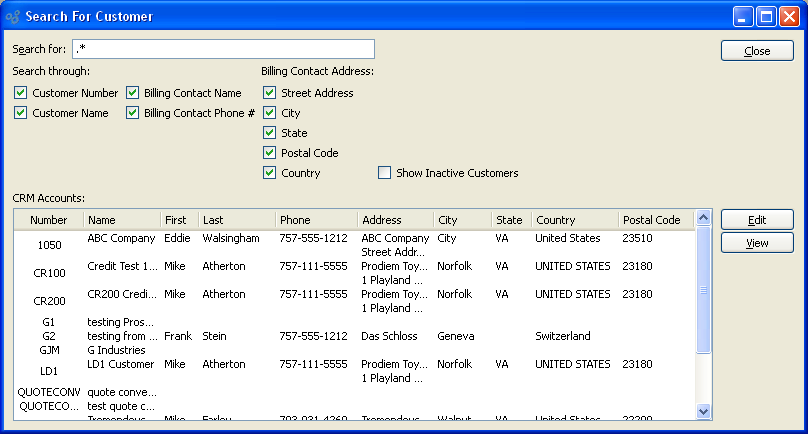 Search For Customer
Search for: .* Close
Search through: Billing Contact Address:
Customer Number Billing Contact Name Street Address
Customer Name Billing Contact Phone # City
State
Postal Code
Country Show Inactive Customers
CRM Accounts:
Number Name First Last Phone Address City State Country Postal Code Edit
1050 ABC Company Eddie Walsingham 757-555-1212 ABC Company City VA United States 23510 View
Street Addr...
CR100 Credit Test 1... Mike Atherton 757-111-5555 Prodiem Toy... Norfolk VA UNITED STATES 23180
1 Playland ...
CR200 CR200 Credi... Mike Atherton 757-111-5555 Prodiem Toy... Norfolk VA UNITED STATES 23180
1 Playland ...
G1 testing Pros...
G2 testing from ... Frank Stein 757-555-1212 Das Schloss Geneva Switzerland
GJM G Industries
LD1 LD1 Customer Mike Atherton 757-111-5555 Prodiem Toy... Norfolk VA UNITED STATES 23180
1 Playland ...
QUOTECONV quote conve...
QUOTECO... test quote c...
Tremendous Mike Farley 703-931-4269 Tremendous Walnut VA United States